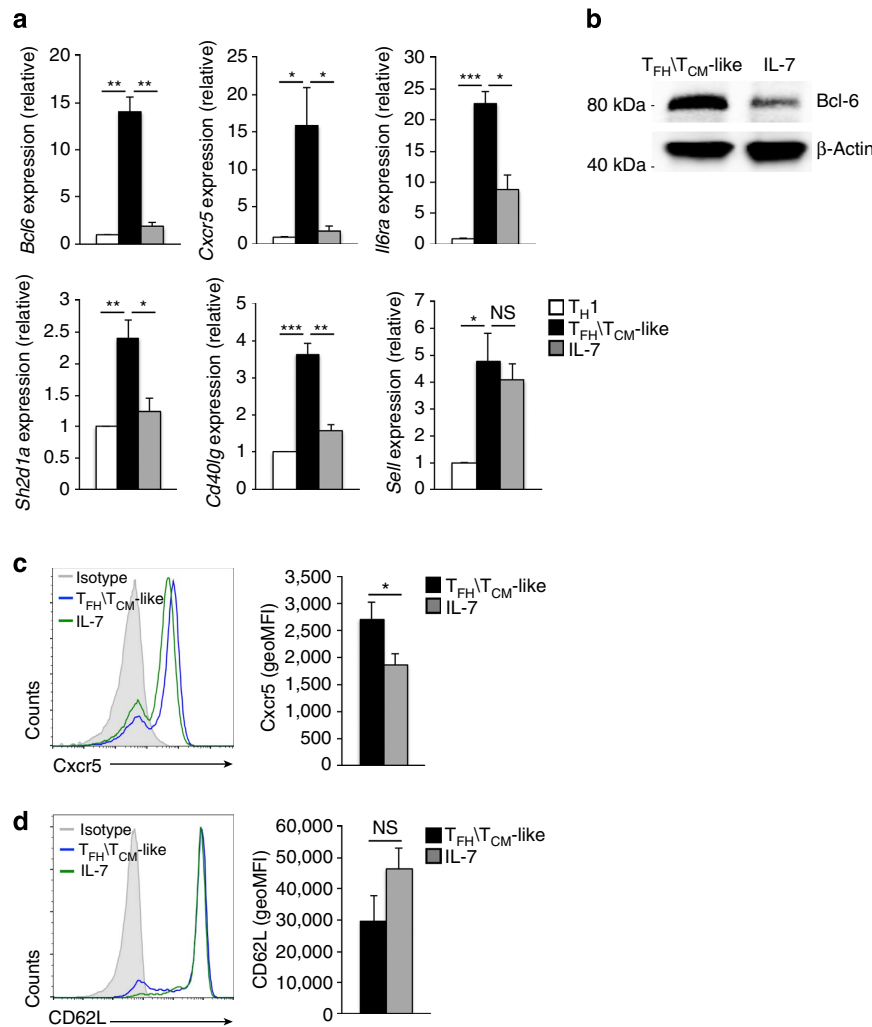 a
Bcl6 expression (relative)
20
15
10
5
0
** **
Cxcr5 expression (relative)
25
20
15
10
5
0
* *
Il6ra expression (relative)
30
25
20
15
10
5
0
*** *
b
TFH\TCM-like IL-7
80 kDa - Bcl-6
40 kDa - β-Actin
Sh2d1a expression (relative)
3
2.5
2
1.5
1
0.5
0
** *
Cd40lg expression (relative)
5
4
3
2
1
0
*** **
Sell expression (relative)
7
6
5
4
3
2
1
0
* NS
TH1
TFH\TCM-like
IL-7
c
Isotype
TFH\TCM-like
IL-7
Counts
Cxcr5
Cxcr5 (geoMFI)
3,500
3,000
2,500
2,000
1,500
1,000
500
0
*
TFH\TCM-like
IL-7
d
Isotype
TFH\TCM-like
IL-7
Counts
CD62L
CD62L (geoMFI)
60,000
50,000
40,000
30,000
20,000
10,000
0
NS
TFH\TCM-like
IL-7